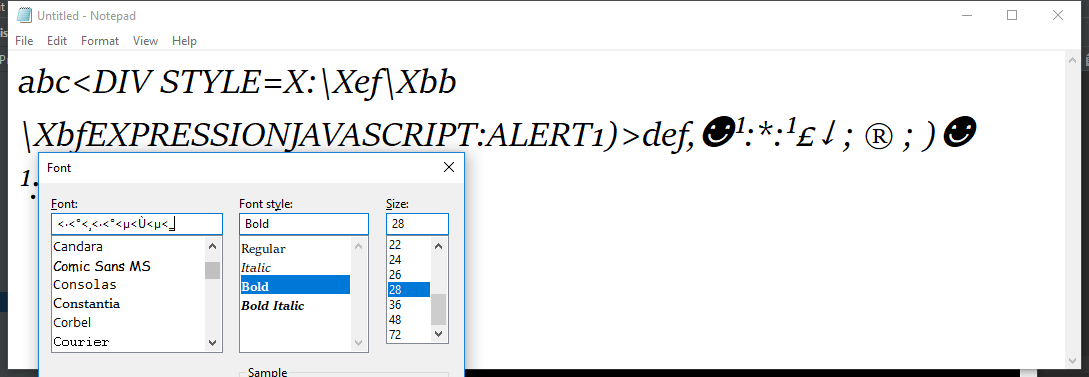 Untitled - Notepad
File Edit Format View Help
abc<DIV STYLE=X:\Xef\Xbb
\XbfEXPRESSIONJAVASCRIPT:ALERT1)>def,☻¹:*:¹£↓; ® ; )☻
¹:
Font
Font: Font style: Size:
<·<°<¸<·<°<µ<Ù<µ<‗ Bold 28
Candara Regular 22
Comic Sans MS Italic 24
Consolas Bold 26
Constantia Bold Italic 28
Corbel 36
Courier 48
72
Sample